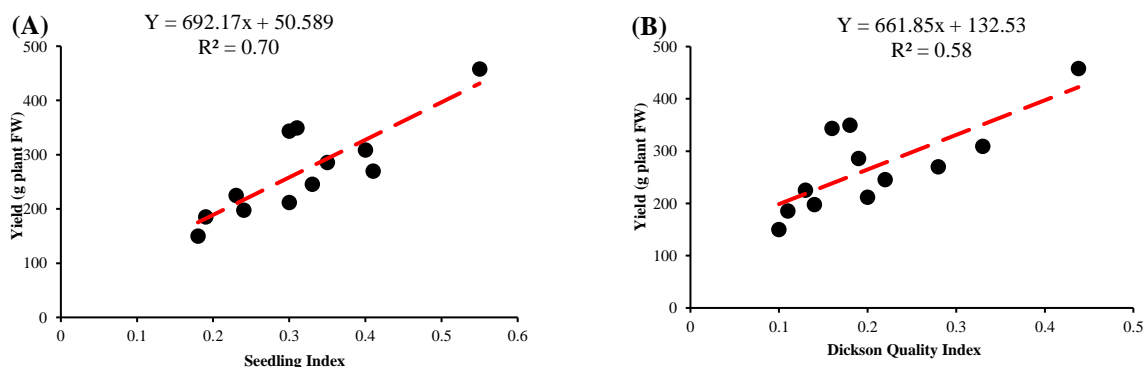 (A)
Y = 692.17x + 50.589
R² = 0.70
Yield (g plant FW)
500
400
300
200
100
0
0 0.1 0.2 0.3 0.4 0.5 0.6
Seedling Index
(B)
Y = 661.85x + 132.53
R² = 0.58
Yield (g plant FW)
500
400
300
200
100
0
0 0.1 0.2 0.3 0.4 0.5
Dickson Quality Index